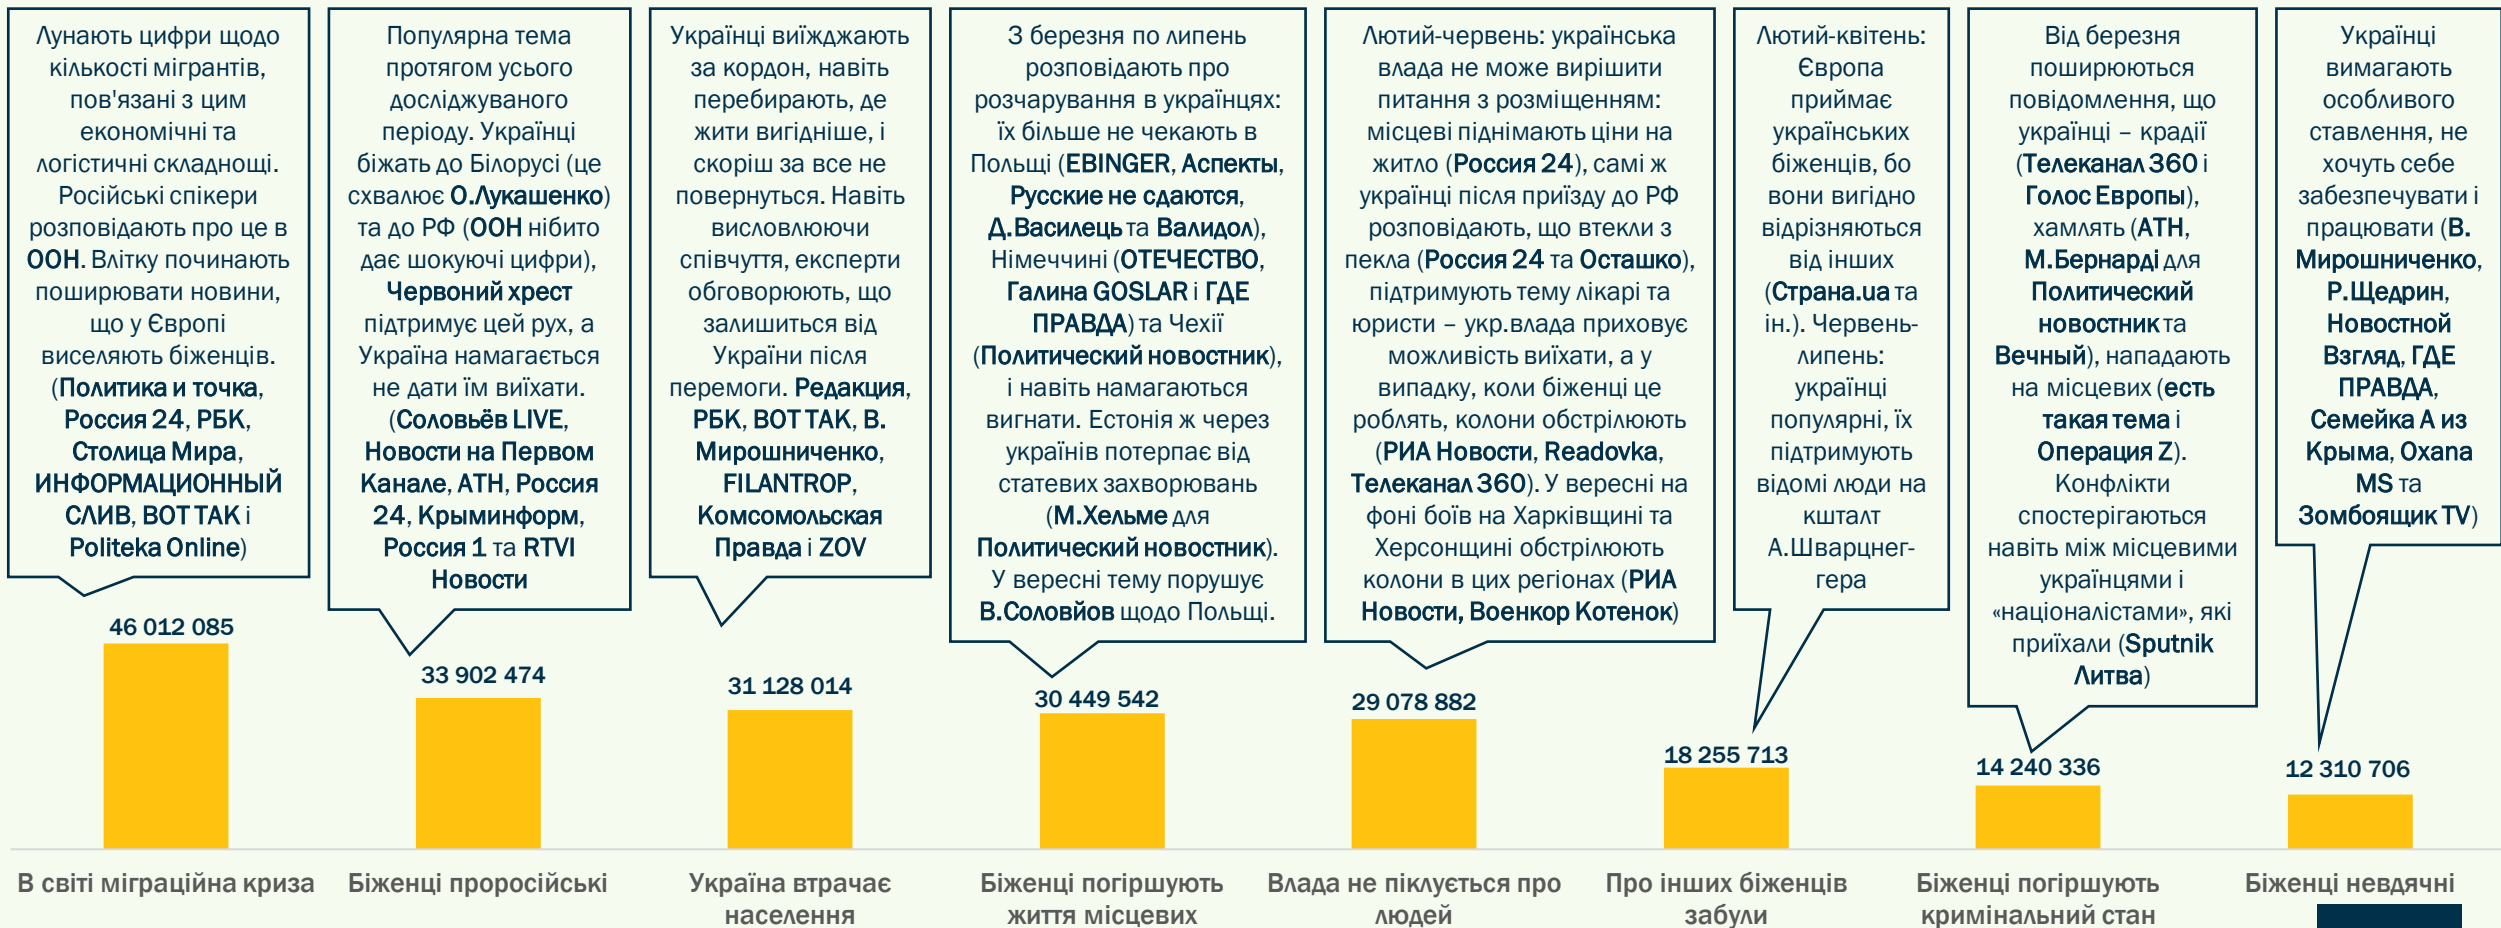 Лунають цифри щодо
кількості мігрантів,
пов'язані з цим
економічні та
логістичні складнощі.
Російські спікери
розповідають про це в
ООН. Влітку починають
поширювати новини,
що у Європі
виселяють біженців.
(Политика и точка,
Россия 24, РБК,
Столица Мира,
ИНФОРМАЦИОННЫЙ
СЛИВ, ВОТ ТАК і
Politeka Online)
Популярна тема
протягом усього
досліджуваного
періоду. Українці
біжать до Білорусі (це
схвалює О.Лукашенко)
та до РФ (ООН нібито
дає шокуючі цифри),
Червоний хрест
підтримує цей рух, а
Україна намагається
не дати їм виїхати.
(Соловьёв LIVE,
Новости на Первом
Канале, АТН, Россия
24, Крыминформ,
Россия 1 та RTVI
Новости
Українці виїжджають
за кордон, навіть
перебирають, де
жити вигідніше, і
скоріш за все не
повернуться. Навіть
висловлюючи
співчуття, експерти
обговорюють, що
залишиться від
України після
перемоги. Редакция,
РБК, ВОТ ТАК, В.
Мирошниченко,
FILANTROP,
Комсомольская
Правда і ZOV
З березня по липень
розповідають про
розчарування в українцях:
їх більше не чекають в
Польщі (EBINGER, Аспекты,
Русские не сдаются,
Д.Василець та Валидол),
Німеччині (ОТЕЧЕСТВО,
Галина GOSLAR і ГДЕ
ПРАВДА) та Чехії
(Политический новостник),
і навіть намагаються
вигнати. Естонія ж через
українів потерпає від
статевих захворювань
(М.Хельме для
Политический новостник).
У вересні тему порушує
В.Соловйов щодо Польщі.
Лютий-червень: українська
влада не може вирішити
питання з розміщенням:
місцеві піднімають ціни на
житло (Россия 24), самі ж
українці після приїзду до РФ
розповідають, що втекли з
пекла (Россия 24 та Осташко),
підтримують тему лікарі та
юристи – укр.влада приховує
можливість виїхати, а у
випадку, коли біженці це
роблять, колони обстрілюють
(РИА Новости, Readovka,
Телеканал 360). У вересні на
фоні боїв на Харківщині та
Херсонщині обстрілюють
колони в цих регіонах (РИА
Новости, Военкор Котенок)
Лютий-квітень:
Європа
приймає
українських
біженців, бо
вони вигідно
відрізняються
від інших
(Страна.ua та
ін.). Червень-
липень:
українці
популярні, їх
підтримують
відомі люди на
кшталт
А.Шварцнег-
гера
Від березня
поширюються
повідомлення, що
українці – крадії
(Телеканал 360 і
Голос Европы),
хамлять (АТН,
М.Бернарді для
Политический
новостник та
Вечный), нападають
на місцевих (есть
такая тема і
Операция Z).
Конфлікти
спостерігаються
навіть між місцевими
українцями і
«націоналістами», які
приїхали (Sputnik
Литва)
Українці
вимагають
особливого
ставлення, не
хочуть себе
забезпечувати і
працювати (В.
Мирошниченко,
Р.Щедрин,
Новостной
Взгляд, ГДЕ
ПРАВДА,
Семейка А из
Крыма, Oxana
MS та
Зомбоящик TV)
46 012 085
33 902 474
31 128 014
30 449 542
29 078 882
18 255 713
14 240 336
12 310 706
В світі міграційна криза
Біженці проросійські
Україна втрачає
населення
Біженці погіршують
життя місцевих
Влада не піклується про
людей
Про інших біженців
забули
Біженці погіршують
кримінальний стан
Біженці невдячні